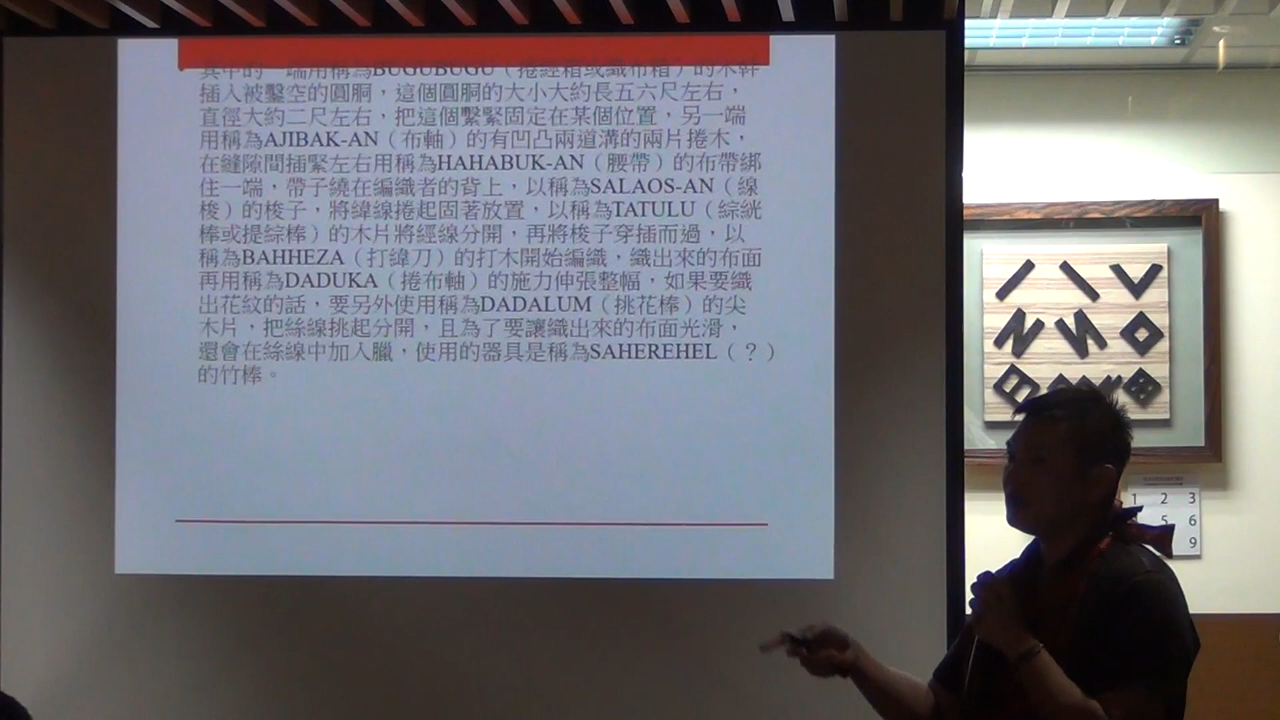 其中的一端用稱為BUGUBUGU（捲經箱或織布箱）的木幹
插入被鑿空的圓胴，這個圓胴的大小大約長五六尺左右，
直徑大約二尺左右，把這個繫緊固定在某個位置，另一端
用稱為AJIBAK-AN（布軸）的有凹凸兩道溝的兩片捲木，
在縫隙間插緊左右用稱為HAHABUK-AN（腰帶）的布帶綁
住一端，帶子繞在編織者的背上，以稱為SALAOS-AN（線
梭）的梭子，將緯線捲起固著放置，以稱為TATULU（綜絖
棒或提綜棒）的木片將經線分開，再將梭子穿插而過，以
稱為BAHHEZA（打緯刀）的打木開始編織，織出來的布面
再用稱為DADUKA（捲布軸）的施力伸張整幅，如果要織
出花紋的話，要另外使用稱為DADALUM（挑花棒）的尖
木片，把絲線挑起分開，且為了要讓織出來的布面光滑，
還會在絲線中加入臘，使用的器具是稱為SAHEREHEL（？）
的竹棒。
1 2 3
5 6
9